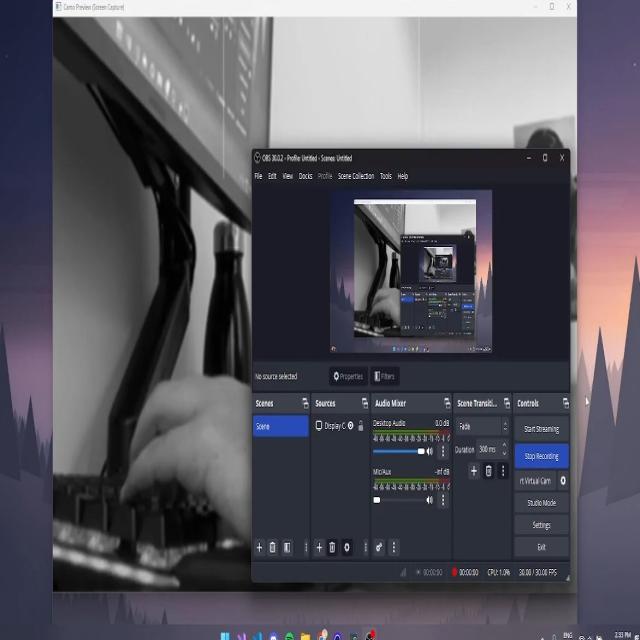 Camo Preview (Screen Capture)
OBS 30.0.2 - Profile: Untitled - Scenes: Untitled
File Edit View Docks Profile Scene Collection Tools Help
No source selected
Properties
Filters
Scenes
Sources
Audio Mixer
Scene Transiti...
Controls
Scene
Display C
Desktop Audio 0.0 dB
Mic/Aux -inf dB
Fade
Duration 300 ms
Start Streaming
Stop Recording
rt Virtual Cam
Studio Mode
Settings
Exit
00:00:00
00:00:00
CPU: 1.0%
30.00 / 30.00 FPS
ENG
2:33 PM